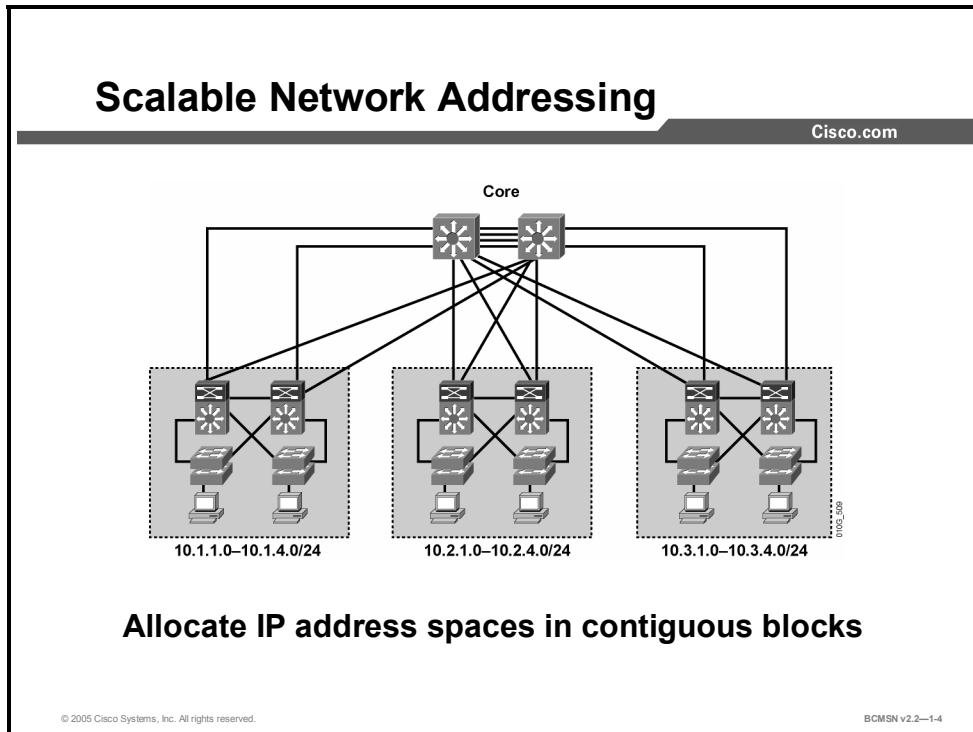 Scalable Network Addressing
Cisco.com
Core
10.1.1.0–10.1.4.0/24
10.2.1.0–10.2.4.0/24
10.3.1.0–10.3.4.0/24
010G_509
Allocate IP address spaces in contiguous blocks
© 2005 Cisco Systems, Inc. All rights reserved.
BCMSN v2.2—1-4